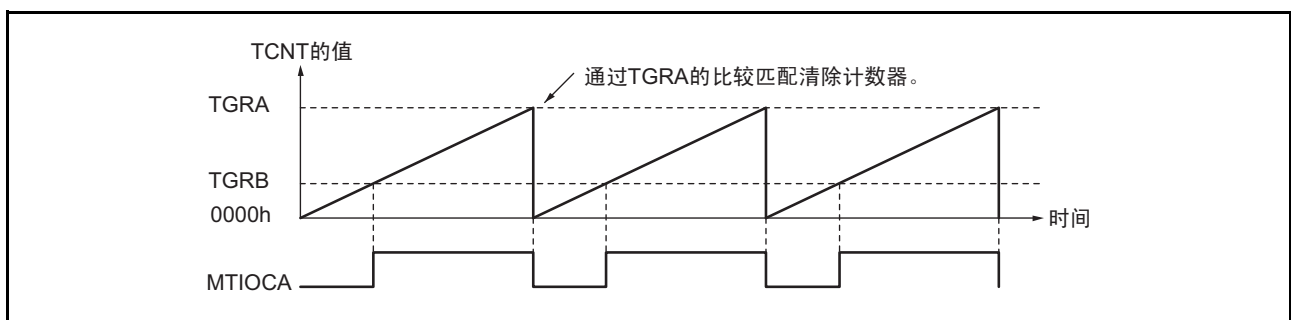 TCNT的值
通过TGRA的比较匹配清除计数器。
TGRA
TGRB
0000h
时间
MTIOCA